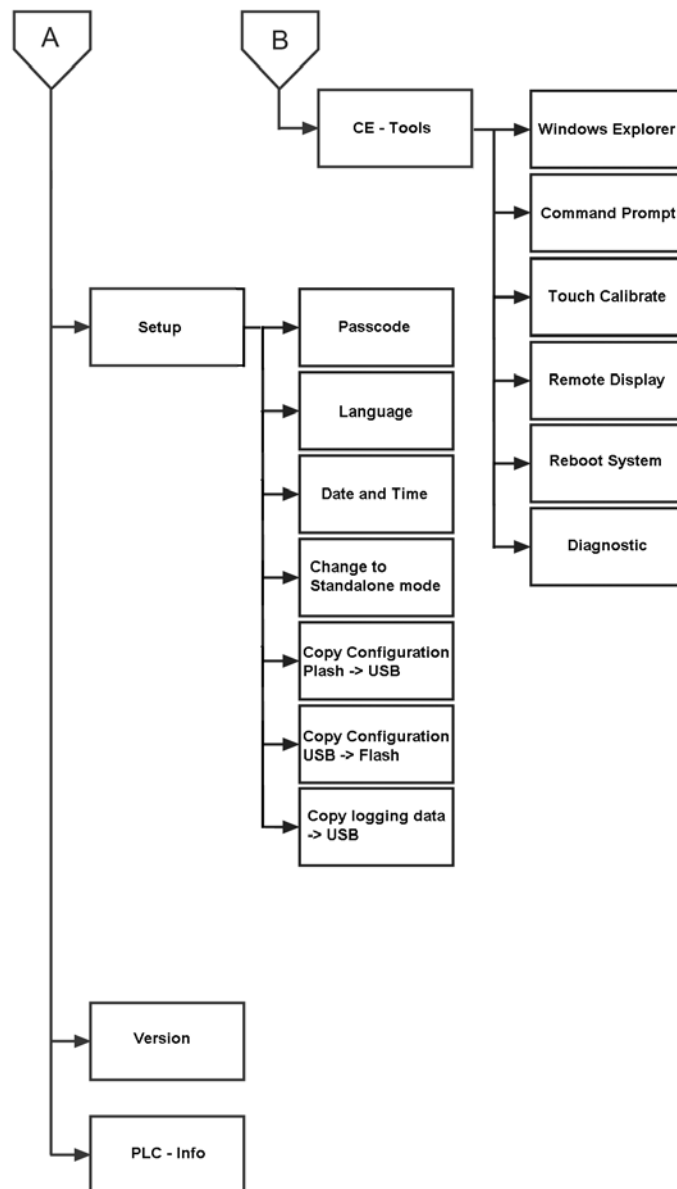 A
B
CE - Tools
Windows Explorer
Command Prompt
Touch Calibrate
Remote Display
Reboot System
Diagnostic
Setup
Passcode
Language
Date and Time
Change to
Standalone mode
Copy Configuration
Plash -> USB
Copy Configuration
USB -> Flash
Copy logging data
-> USB
Version
PLC - Info